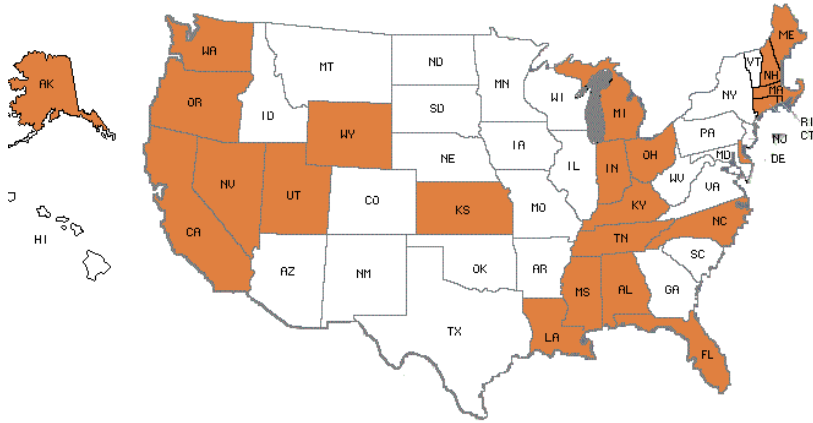 ME
WA
VT
MT
ND
NH
AK
MN
MA
OR
WI
NY
ID
SD
MI
RI
WY
PA
CT
NJ
IA
OH
MD
NE
DE
IN
IL
NV
UT
WV
VA
CO
KS
MO
KY
NC
CA
HI
TN
OK
AR
SC
AZ
NM
MS
AL
GA
TX
LA
FL